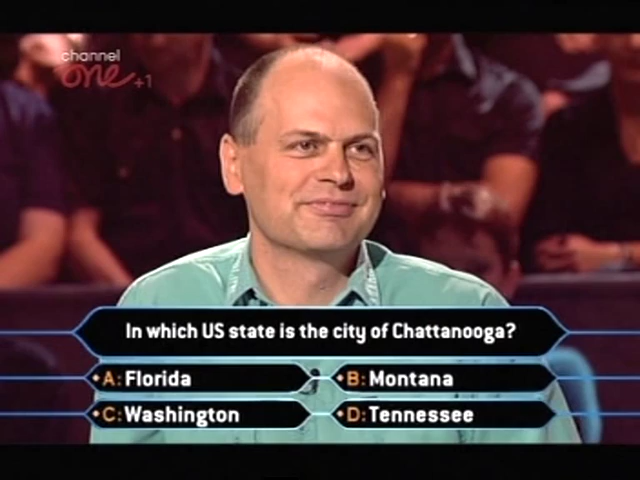 channel
one +1
In which US state is the city of Chattanooga?
A: Florida
B: Montana
C: Washington
D: Tennessee